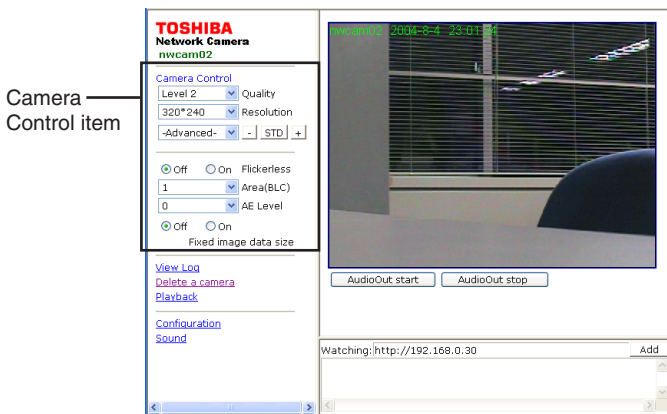 Camera
Control item
TOSHIBA
Network Camera
nwcam02
Camera Control
Level 2 Quality
320*240 Resolution
-Advanced- - STD +
Off On Flickerless
1 Area(BLC)
0 AE Level
Off On
Fixed image data size
View Log
Delete a camera
Playback
Configuration
Sound
nwcam02 2004-8-4 23:01:24
AudioOut start AudioOut stop
Watching: http://192.168.0.30 Add